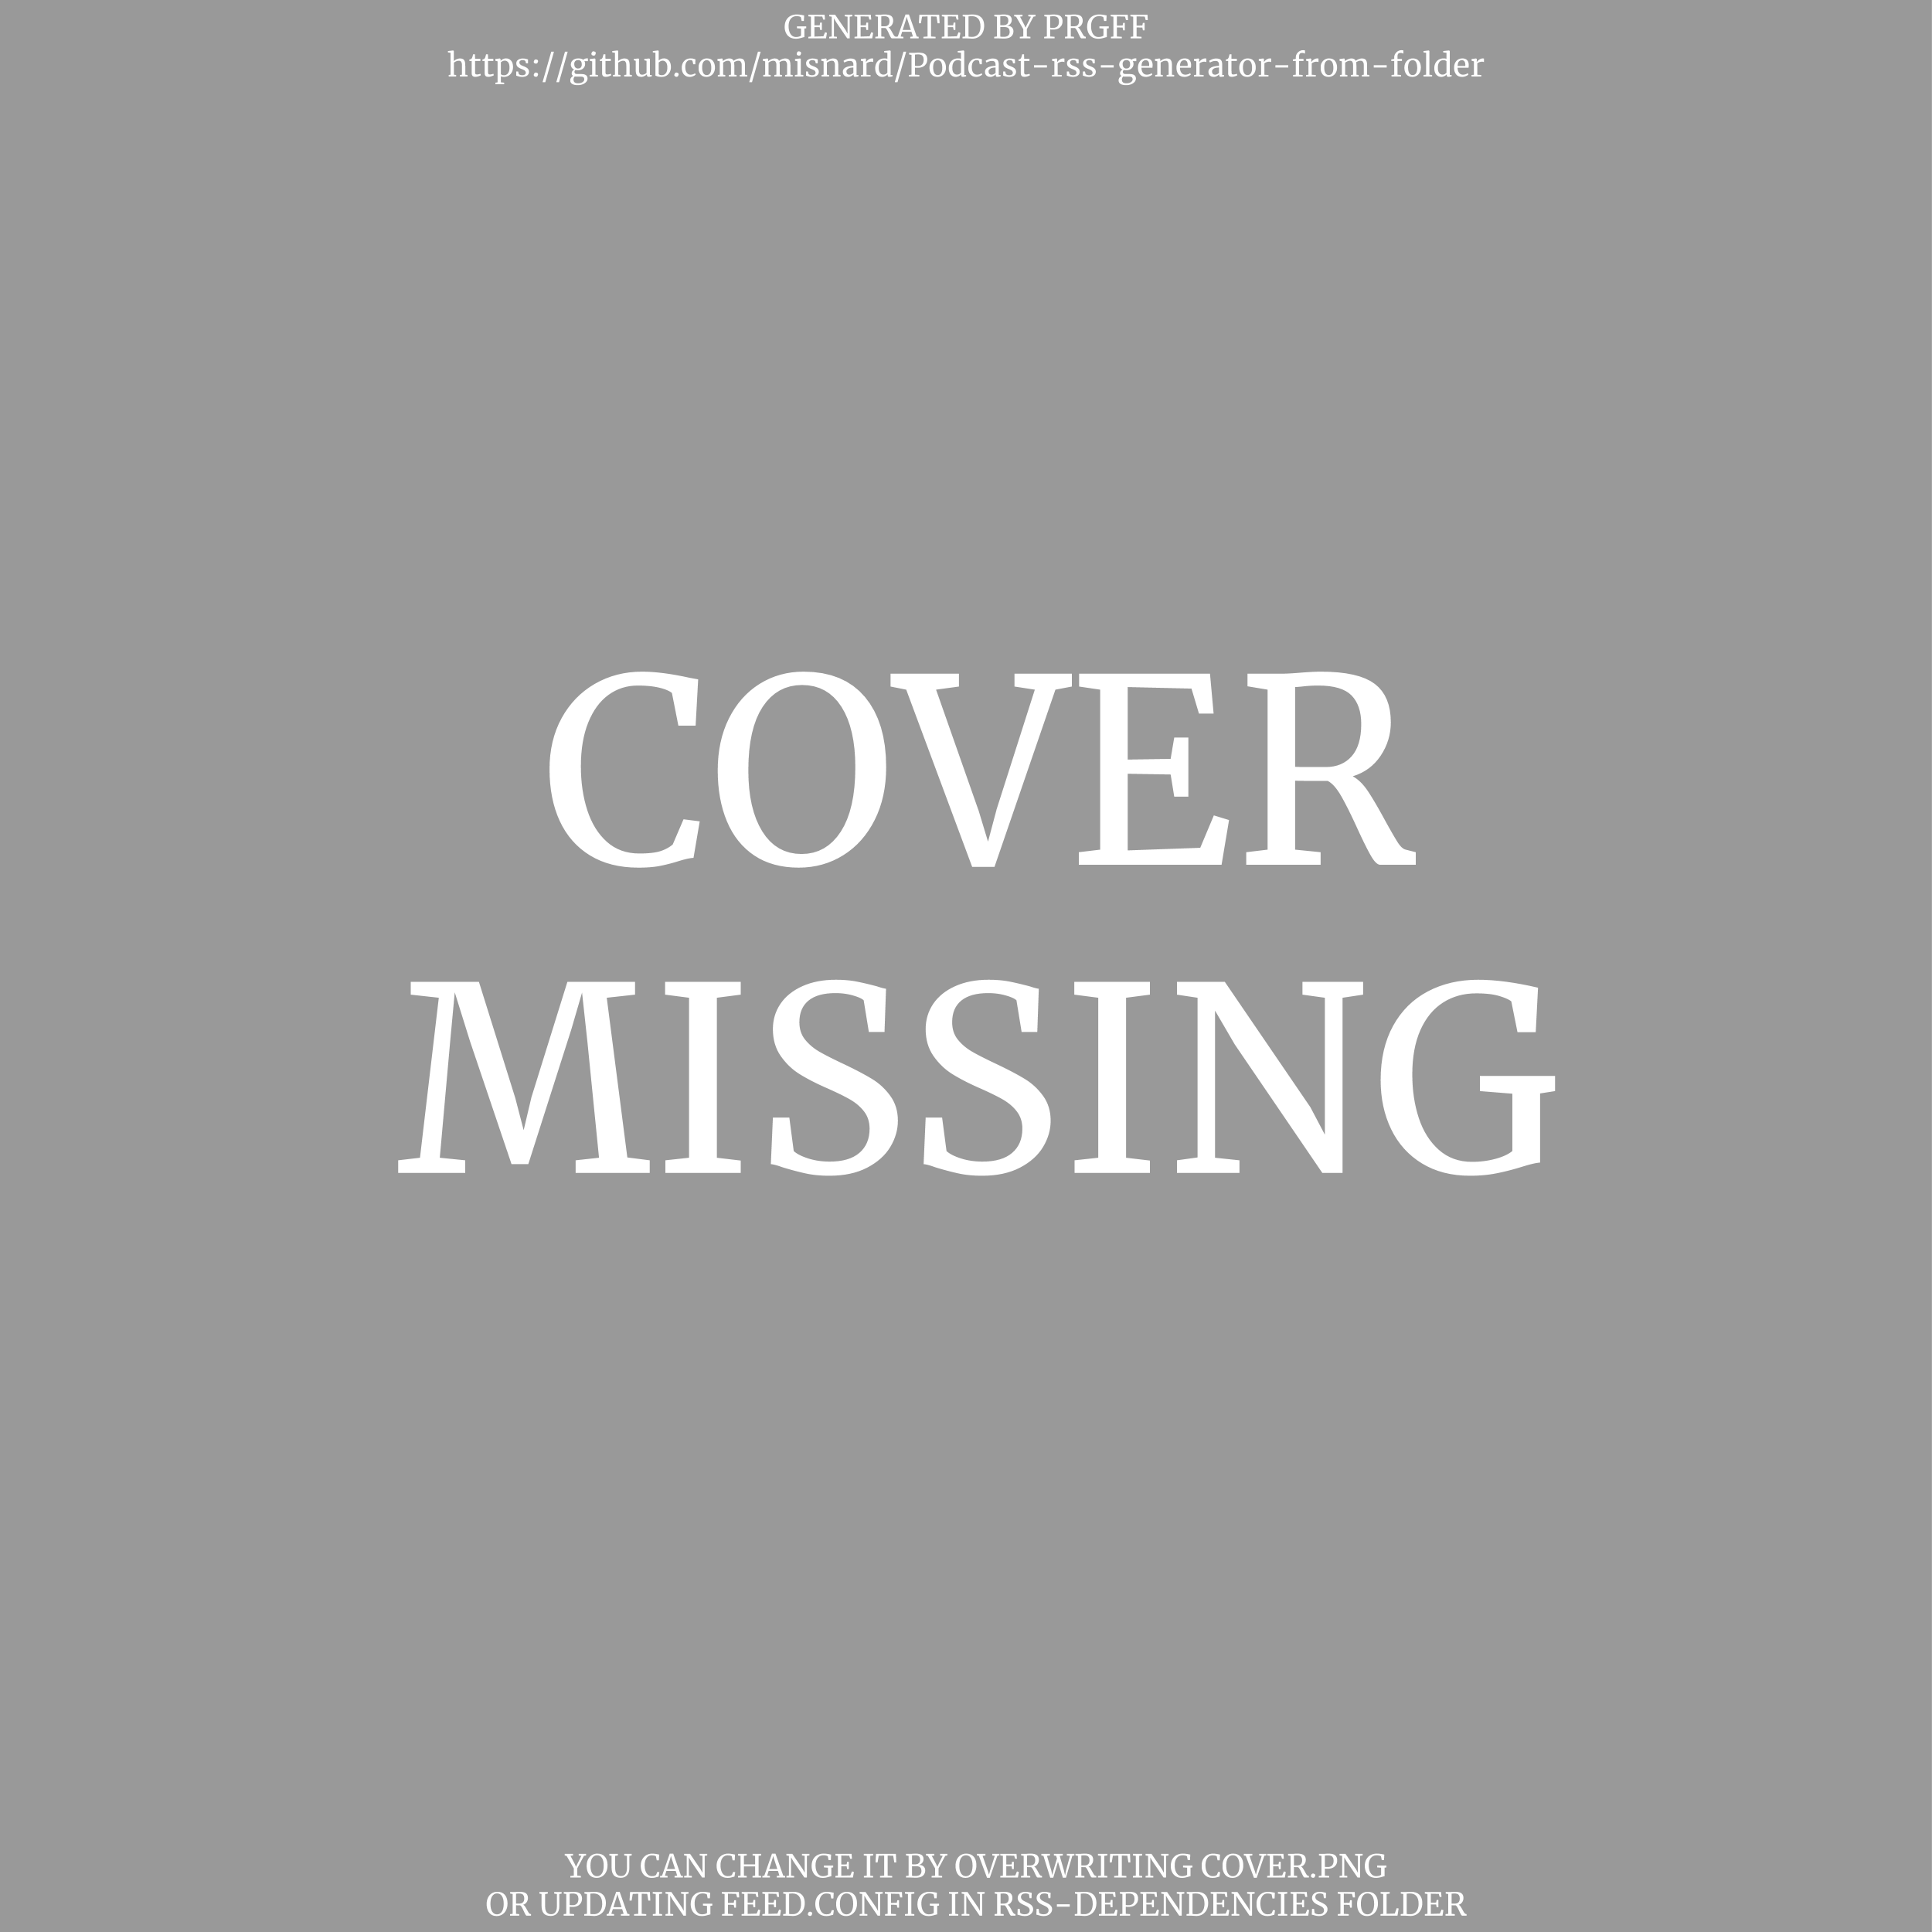 GENERATED BY PRGFF
https://github.com/misnand/Podcast-rss-generator-from-folder
COVER
MISSING
YOU CAN CHANGE IT BY OVERWRITING COVER.PNG
OR UPDATING FEED.CONFIG IN RSS-DEPENDENCIES FOLDER